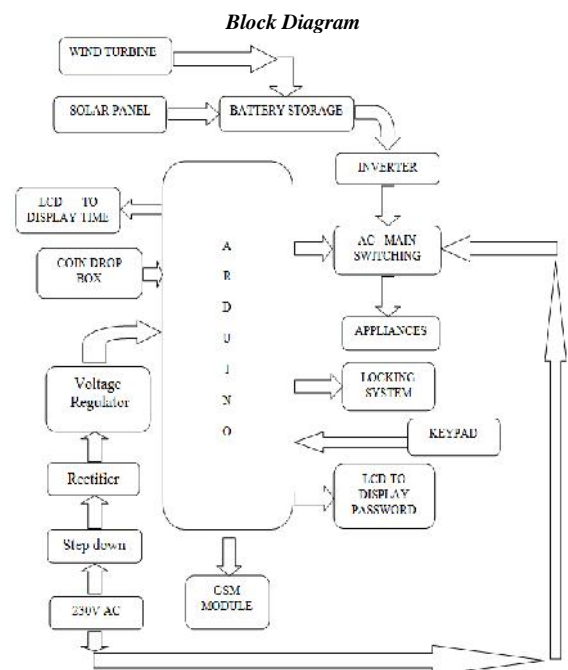 Block Diagram
WIND TURBINE
SOLAR PANEL
BATTERY STORAGE
INVERTER
LCD TO
DISPLAY TIME
AC MAIN
SWITCHING
COIN DROP
BOX
A
R
D
U
I
N
O
APPLIANCES
Voltage
Regulator
LOCKING
SYSTEM
KEYPAD
Rectifier
LCD TO
DISPLAY
PASSWORD
Step down
GSM
MODULE
230V AC